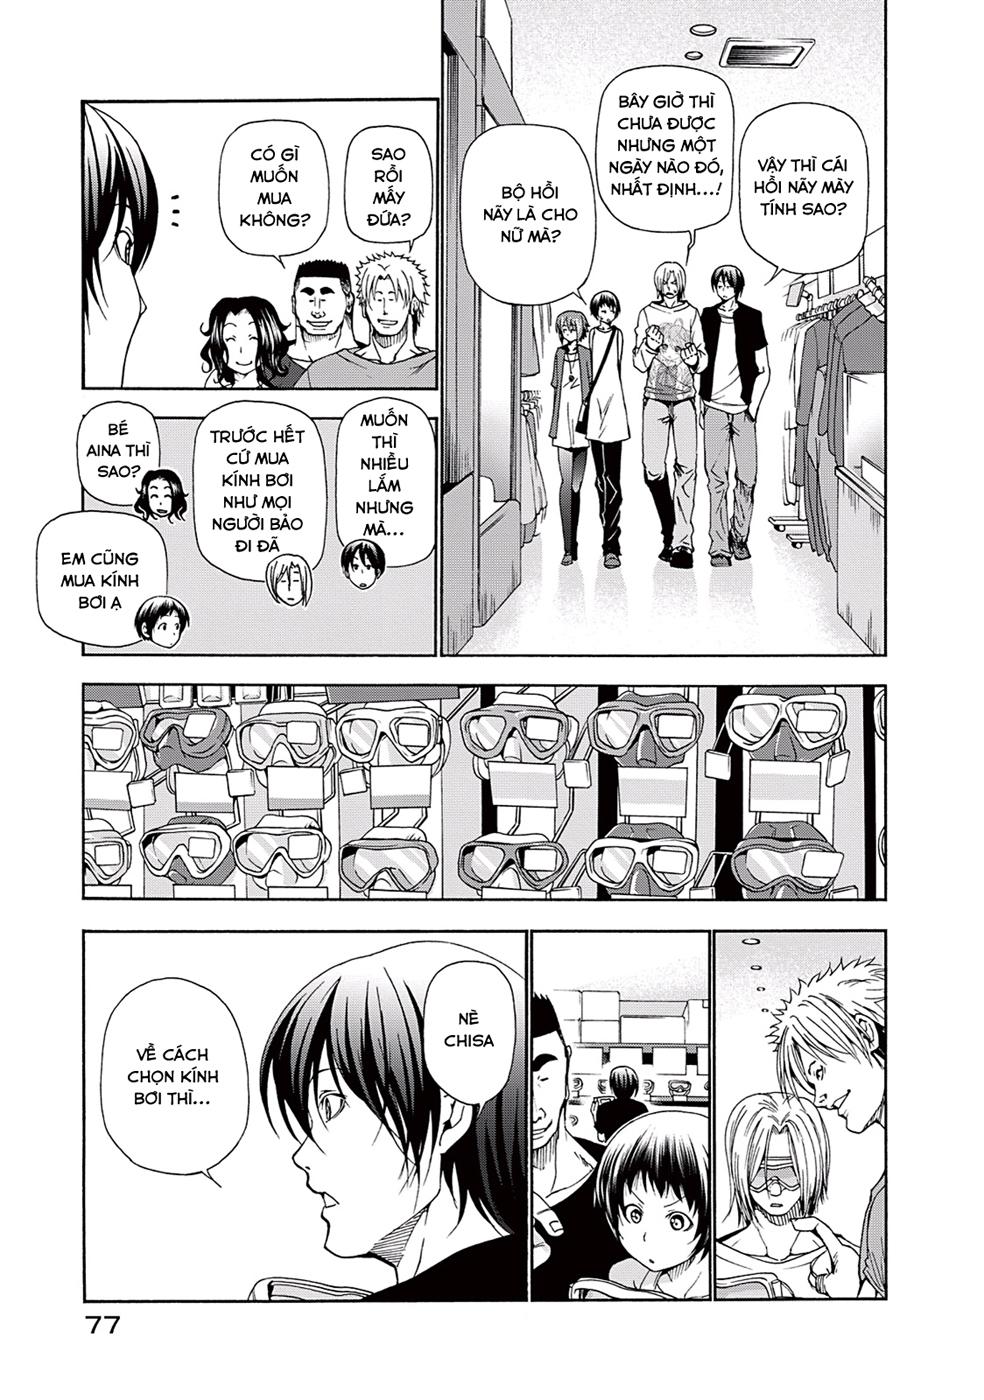 VẬY THÌ CÁI
HỒI NÃY MÀY
TÍNH SAO?
BÂY GIỜ THÌ
CHƯA ĐƯỢC
NHƯNG MỘT
NGÀY NÀO ĐÓ,
NHẤT ĐỊNH...!
BỘ HỒI
NÃY LÀ CHO
NỮ MÀ?
SAO
RỒI
MẤY
ĐỨA?
CÓ GÌ
MUỐN
MUA
KHÔNG?
MUỐN
THÌ
NHIỀU
LẮM
NHƯNG
MÀ...
TRƯỚC HẾT
CỨ MUA
KÍNH BƠI
NHƯ MỌI
NGƯỜI BẢO
ĐI ĐÃ
BÉ
AINA THÌ
SAO?
EM CŨNG
MUA KÍNH
BƠI Ạ
NÈ
CHISA
VỀ CÁCH
CHỌN KÍNH
BƠI THÌ...
77